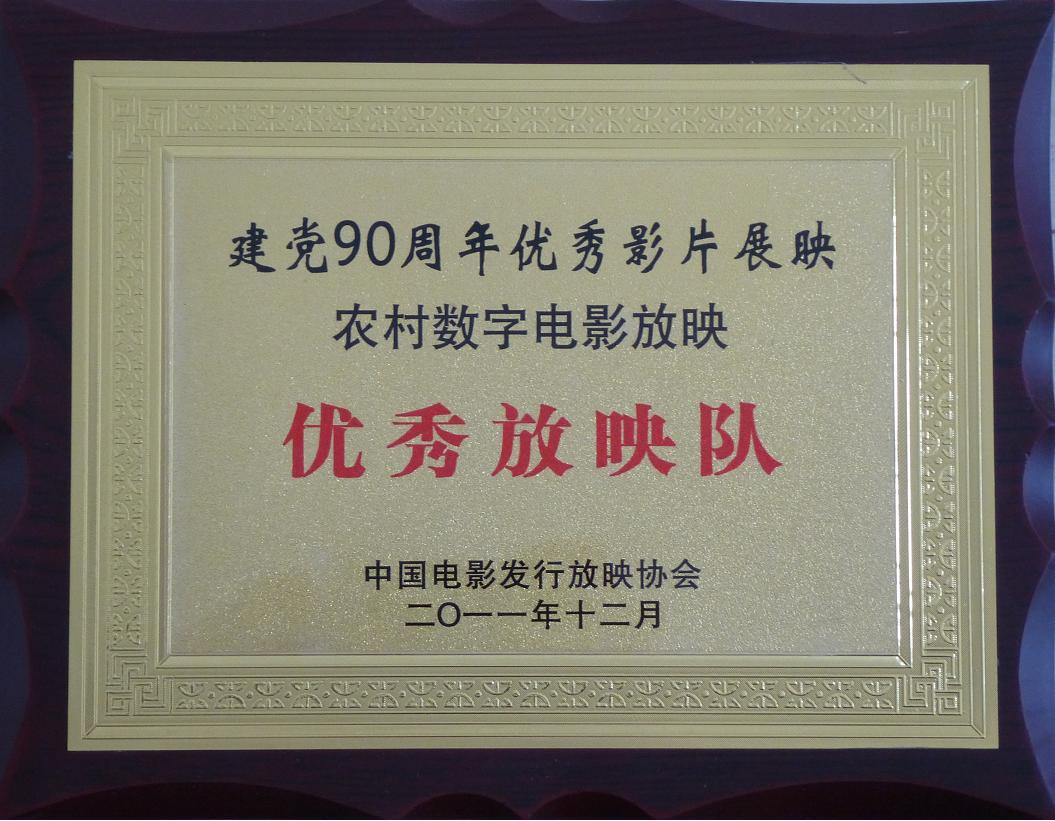 建党90周年优秀影片展映
农村数字电影放映
优秀放映队
中国电影发行放映协会
二〇一一年十二月